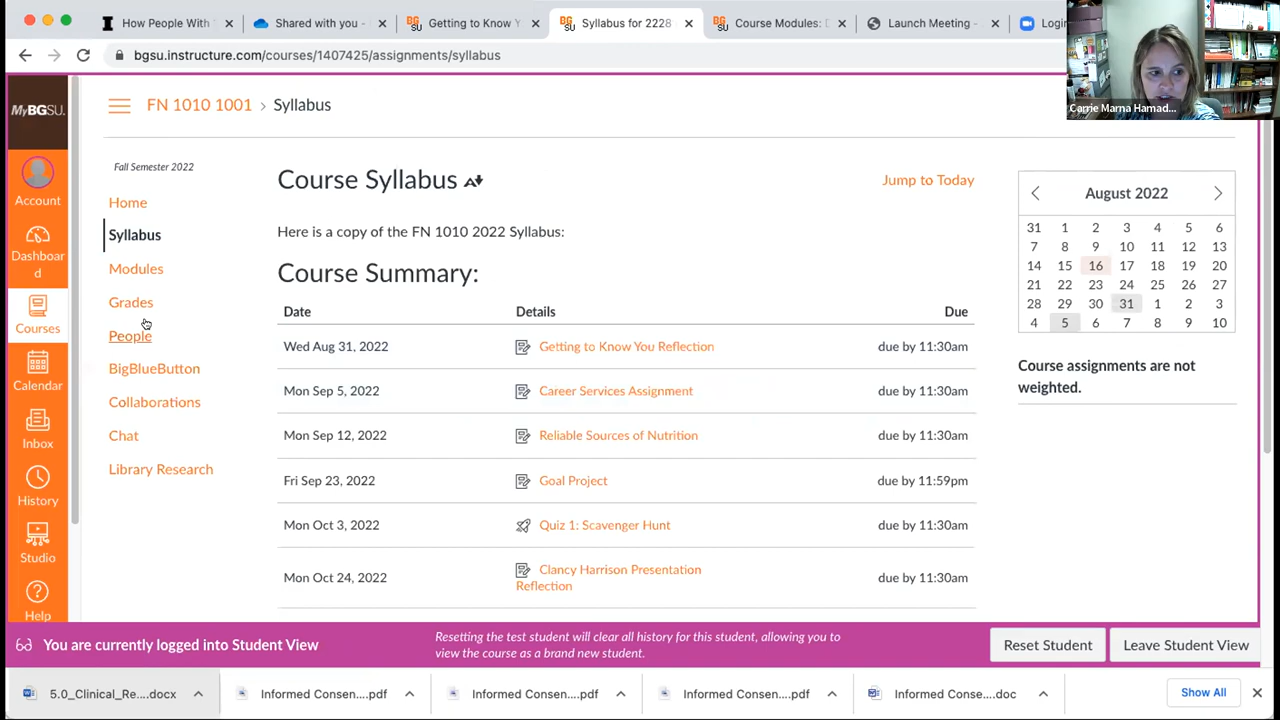 How People With
Shared with you -
Getting to Know Y
Syllabus for 2228
Course Modules: D
Launch Meeting -
Login
bgsu.instructure.com/courses/1407425/assignments/syllabus
Carrie Marna Hamad...
MyBGSU.
FN 1010 1001 > Syllabus
Account
Dashboar
d
Courses
Calendar
Inbox
History
Studio
Help
Fall Semester 2022
Home
Syllabus
Modules
Grades
People
BigBlueButton
Collaborations
Chat
Library Research
Course Syllabus
Jump to Today
Here is a copy of the FN 1010 2022 Syllabus:
Course Summary:
Date Details Due
Wed Aug 31, 2022 Getting to Know You Reflection due by 11:30am
Mon Sep 5, 2022 Career Services Assignment due by 11:30am
Mon Sep 12, 2022 Reliable Sources of Nutrition due by 11:30am
Fri Sep 23, 2022 Goal Project due by 11:59pm
Mon Oct 3, 2022 Quiz 1: Scavenger Hunt due by 11:30am
Mon Oct 24, 2022 Clancy Harrison Presentation due by 11:30am
Reflection
August 2022
31 1 2 3 4 5 6
7 8 9 10 11 12 13
14 15 16 17 18 19 20
21 22 23 24 25 26 27
28 29 30 31 1 2 3
4 5 6 7 8 9 10
Course assignments are not
weighted.
You are currently logged into Student View
Resetting the test student will clear all history for this student, allowing you to
view the course as a brand new student.
Reset Student
Leave Student View
5.0_Clinical_Re....docx
Informed Consen....pdf
Informed Consen....pdf
Informed Consen....pdf
Informed Conse....doc
Show All